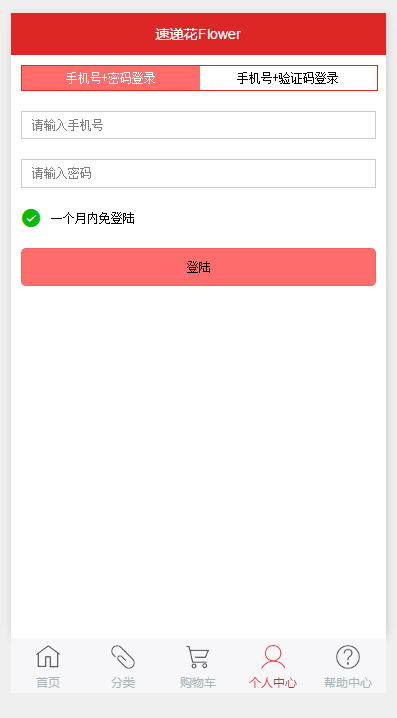 速递花Flower
手机号+密码登录 手机号+验证码登录
请输入手机号
请输入密码
一个月内免登陆
登陆
首页 分类 购物车 个人中心 帮助中心